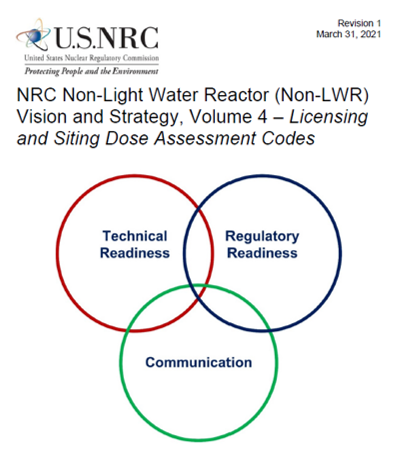 Revision 1
March 31, 2021
U.S.NRC
United States Nuclear Regulatory Commission
Protecting People and the Environment
NRC Non-Light Water Reactor (Non-LWR)
Vision and Strategy, Volume 4 – Licensing
and Siting Dose Assessment Codes
Technical
Readiness
Regulatory
Readiness
Communication